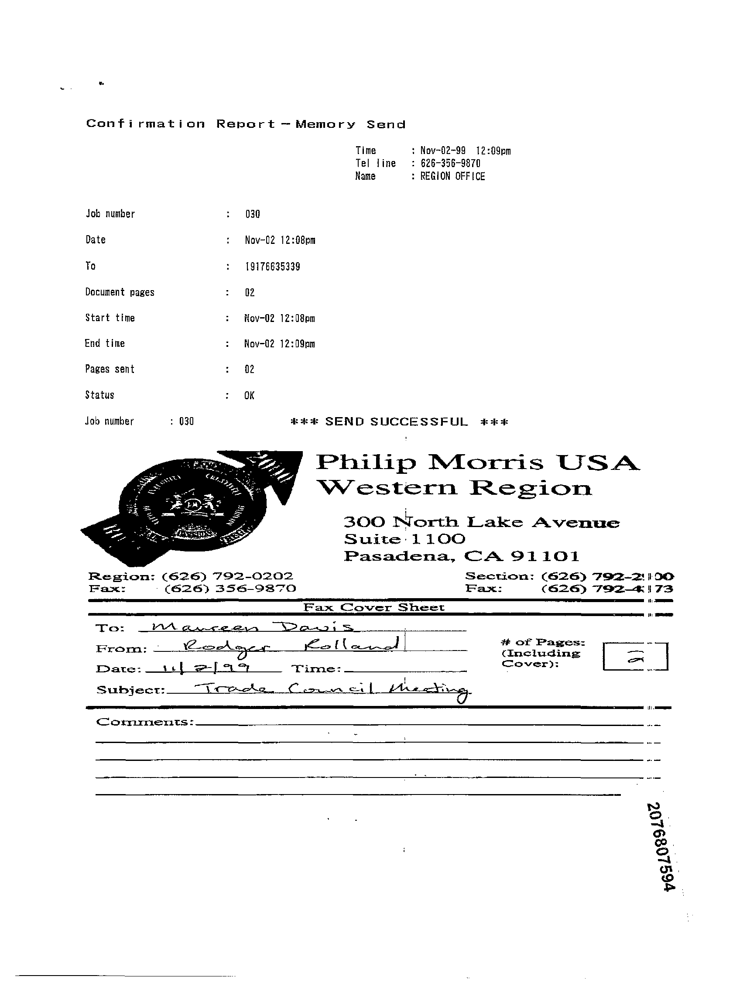 Confirmation Report — Memory Send
Time : Nov-02-99 12:09pm
Tel line : 626-356-9870
Name : REGION OFFICE
Job number : 030
Date : Nov-02 12:08pm
To : 19176635339
Document pages : 02
Start time : Nov-02 12:08pm
End time : Nov-02 12:09pm
Pages sent : 02
Status : OK
Job number : 030 *** SEND SUCCESSFUL ***
Philip Morris USA
Western Region
300 North Lake Avenue
Suite 1100
Pasadena, CA 91101
2000
CREATIVITY
PASSION
Region: (626) 792-0202 Section: (626)
Fax: (626) 356-9870 Fax: (626)
Fax Cover Sheet
To: Maureen Davis
From: Rodger Rolland
# of Pages:
(Including
Cover): 2
Date: 11/2/99 Time:
Subject: Trade Council Meeting
Comments:
2076807594